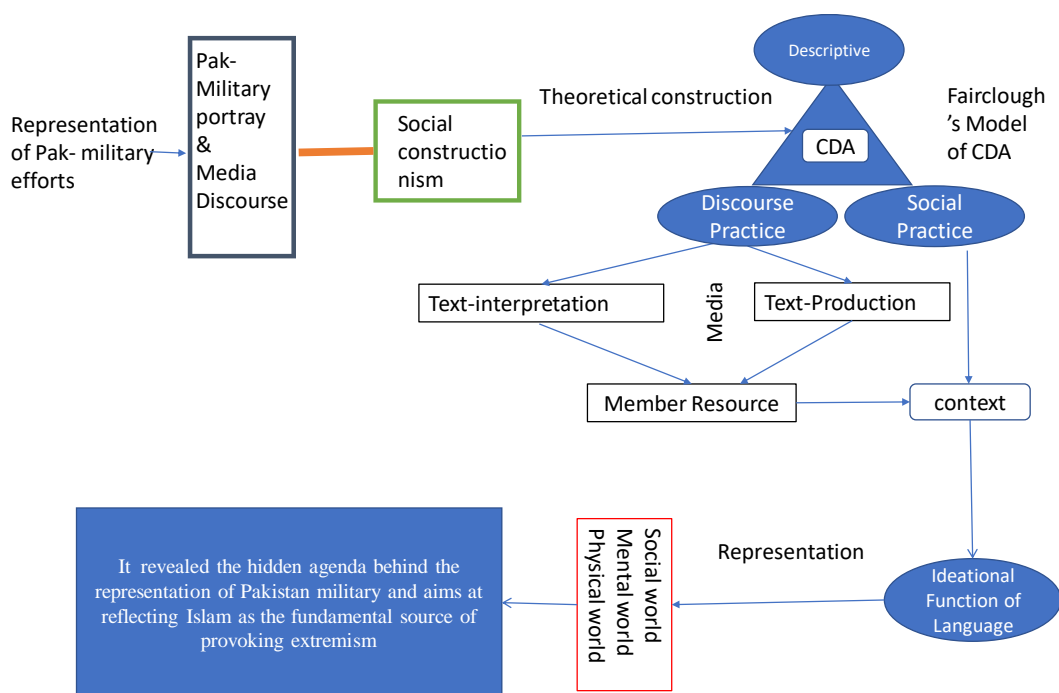 Representation
of Pak- military
efforts
Pak-
Military
portray
&
Media
Discourse
Social
constructio
nism
Theoretical construction
Descriptive
CDA
Fairclough
's Model
of CDA
Discourse
Practice
Social
Practice
Text-interpretation
Media
Text-Production
Member Resource
context
Ideational
Function of
Language
Representation
Social world
Mental world
Physical world
It revealed the hidden agenda behind the
representation of Pakistan military and aims at
reflecting Islam as the fundamental source of
provoking extremism